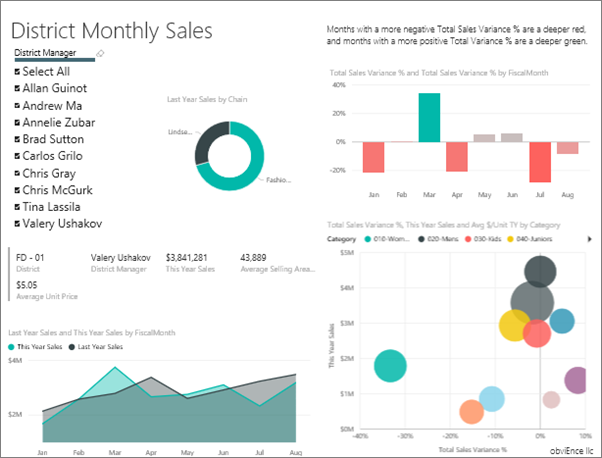 District Monthly Sales
District Manager
Select All
Allan Guinot
Andrew Ma
Annelie Zubar
Brad Sutton
Carlos Grilo
Chris Gray
Chris McGurk
Tina Lassila
Valery Ushakov
Last Year Sales by Chain
Lindsa...
Fashio...
Months with a more negative Total Sales Variance % are a deeper red,
and months with a more positive Total Variance % are a deeper green.
Total Sales Variance % and Total Sales Variance % by FiscalMonth
40%
20%
0%
-20%
Jan Feb Mar Apr May Jun Jul Aug
FD - 01 Valery Ushakov $3,841,281 43,889
District District Manager This Year Sales Average Selling Area...
$5.05
Average Unit Price
Last Year Sales and This Year Sales by FiscalMonth
This Year Sales Last Year Sales
$4M
$2M
Jan Feb Mar Apr May Jun Jul Aug
Total Sales Variance %, This Year Sales and Avg $/Unit TY by Category
Category 010-Wom... 020-Mens 030-Kids 040-Juniors
This Year Sales
$5M
$4M
$3M
$2M
$1M
$0M
-40% -30% -20% -10% 0% 10%
Total Sales Variance %
obviEnce llc